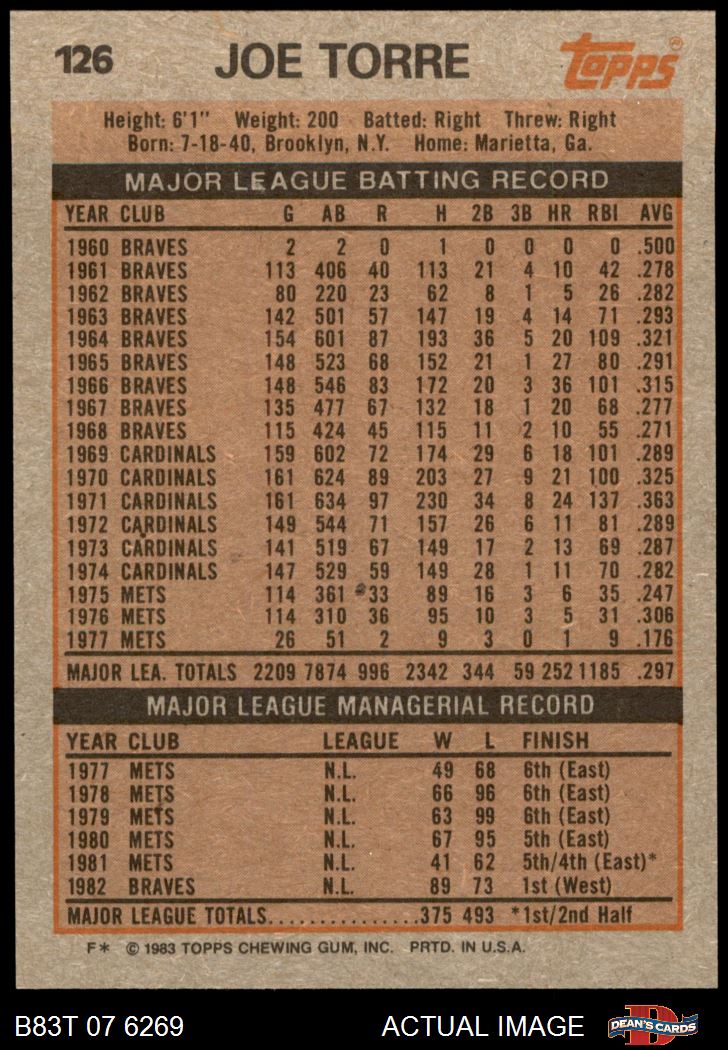 126 JOE TORRE Topps®
Height: 6'1" Weight: 200 Batted: Right Threw: Right
Born: 7-18-40, Brooklyn, N.Y. Home: Marietta, Ga.
MAJOR LEAGUE BATTING RECORD
YEAR CLUB G AB R H 2B 3B HR RBI AVG
1960 BRAVES 2 2 0 1 0 0 0 0 .500
1961 BRAVES 113 406 40 113 21 4 10 42 .278
1962 BRAVES 80 220 23 62 8 1 5 26 .282
1963 BRAVES 142 501 57 147 19 4 14 71 .293
1964 BRAVES 154 601 87 193 36 5 20 109 .321
1965 BRAVES 148 523 68 152 21 1 27 80 .291
1966 BRAVES 148 546 83 172 20 3 36 101 .315
1967 BRAVES 135 477 67 132 18 1 20 68 .277
1968 BRAVES 115 424 45 115 11 2 10 55 .271
1969 CARDINALS 159 602 72 174 29 6 18 101 .289
1970 CARDINALS 161 624 89 203 27 9 21 100 .325
1971 CARDINALS 161 634 97 230 34 8 24 137 .363
1972 CARDINALS 149 544 71 157 26 6 11 81 .289
1973 CARDINALS 141 519 67 149 17 2 13 69 .287
1974 CARDINALS 147 529 59 149 28 1 11 70 .282
1975 METS 114 361 33 89 16 3 6 35 .247
1976 METS 114 310 36 95 10 3 5 31 .306
1977 METS 26 51 2 9 3 0 1 9 .176
MAJOR LEA. TOTALS 2209 7874 996 2342 344 59 252 1185 .297
MAJOR LEAGUE MANAGERIAL RECORD
YEAR CLUB LEAGUE W L FINISH
1977 METS N.L. 49 68 6th (East)
1978 METS N.L. 66 96 6th (East)
1979 METS N.L. 63 99 6th (East)
1980 METS N.L. 67 95 5th (East)
1981 METS N.L. 41 62 5th/4th (East)*
1982 BRAVES N.L. 89 73 1st (West)
MAJOR LEAGUE TOTALS...............375 493 *1st/2nd Half
F* © 1983 TOPPS CHEWING GUM, INC. PRTD. IN U.S.A.
B83T 07 6269 ACTUAL IMAGE D DEAN'S CARDS